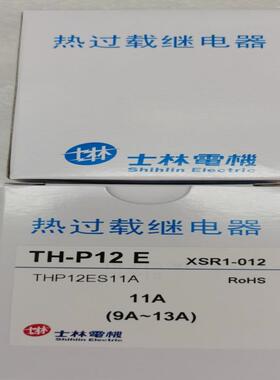 热过载继电器
士林 士林電機
Shihlin Electric
热过载继电器
TH-P12 E XSR1-012
THP12ES11A RoHS
11A
(9A~13A)
士林 士林電機
Shihlin Electric